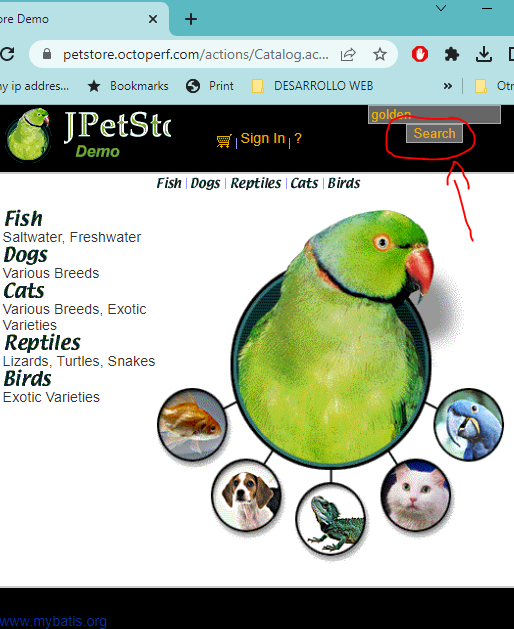 ore Demo
petstore.octoperf.com/actions/Catalog.ac...
ny ip addres... Bookmarks Print DESARROLLO WEB » Otr
JPetSto
Demo
Sign In | ?
golden
Search
Fish | Dogs | Reptiles | Cats | Birds
Fish
Saltwater, Freshwater
Dogs
Various Breeds
Cats
Various Breeds, Exotic
Varieties
Reptiles
Lizards, Turtles, Snakes
Birds
Exotic Varieties
www.mybatis.org